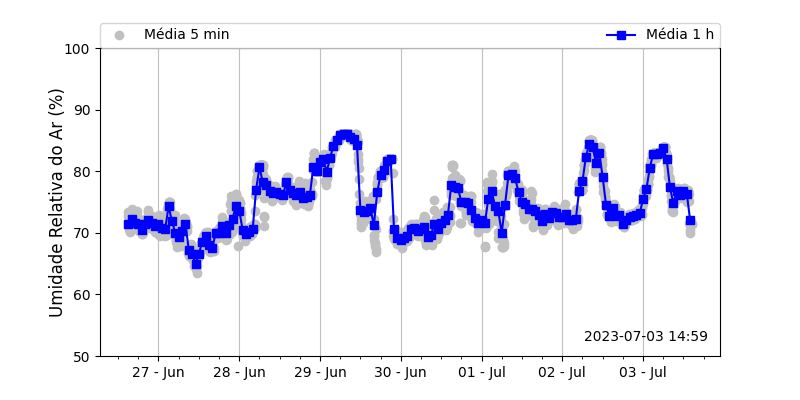 Média 5 min
Média 1 h
100
90
80
70
60
50
Umidade Relativa do Ar (%)
2023-07-03 14:59
27 - Jun
28 - Jun
29 - Jun
30 - Jun
01 - Jul
02 - Jul
03 - Jul